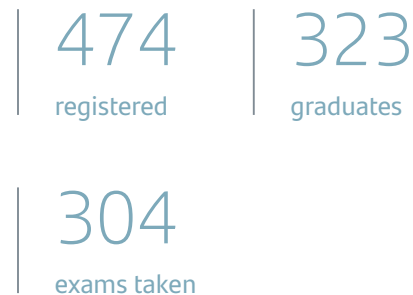 474
registered
323
graduates
304
exams taken